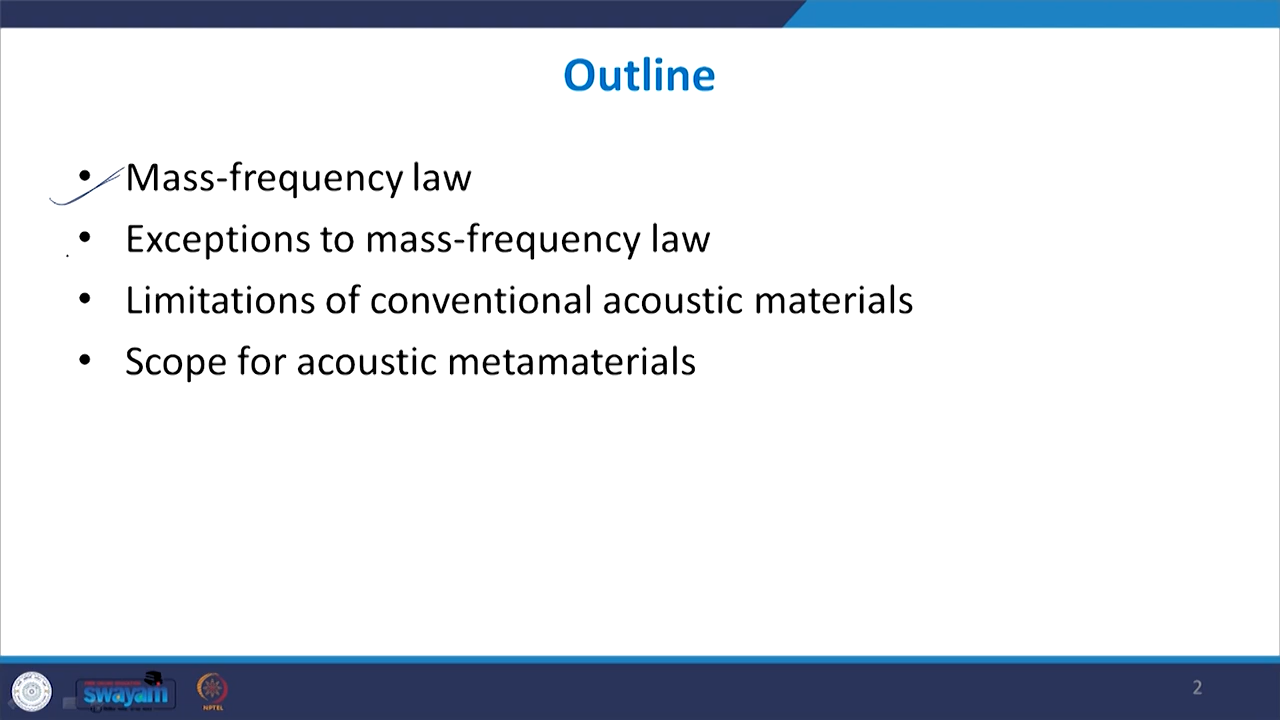 Outline
• Mass-frequency law
• Exceptions to mass-frequency law
• Limitations of conventional acoustic materials
• Scope for acoustic metamaterials
swayam
NPTEL
2